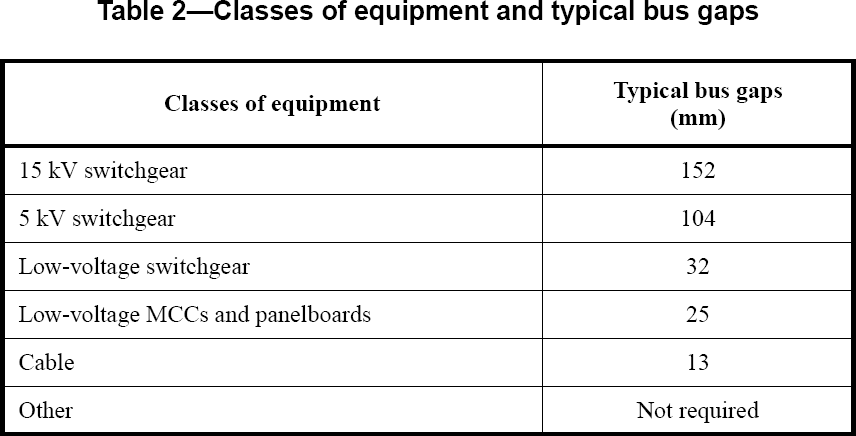 Table 2—Classes of equipment and typical bus gaps
Classes of equipment
Typical bus gaps
(mm)
15 kV switchgear
152
5 kV switchgear
104
Low-voltage switchgear
32
Low-voltage MCCs and panelboards
25
Cable
13
Other
Not required